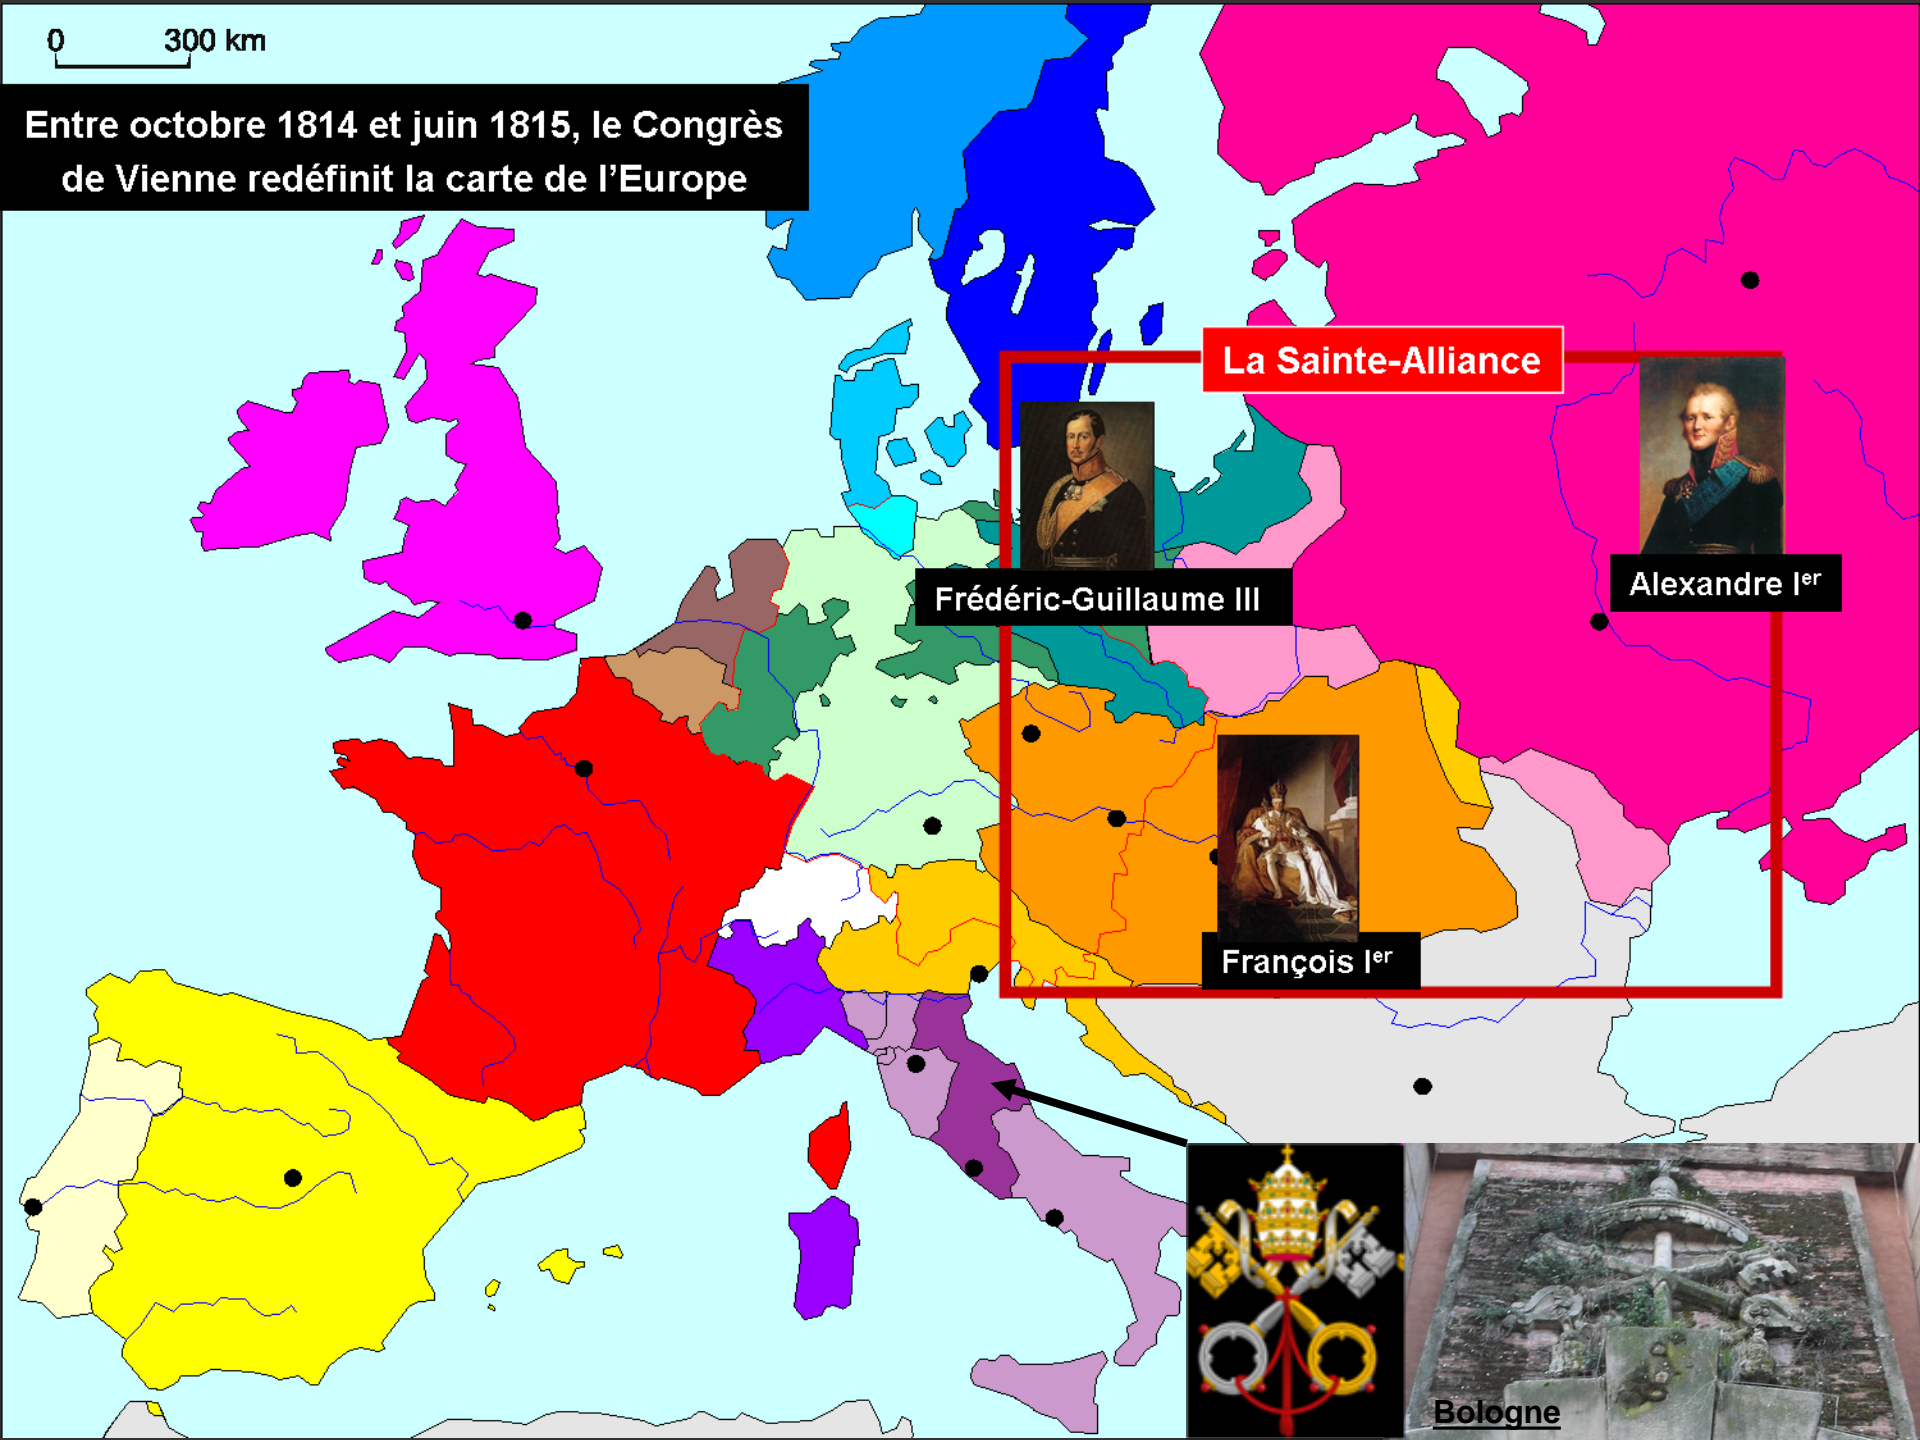 0 300 km
Entre octobre 1814 et juin 1815, le Congrès
de Vienne redéfinit la carte de l'Europe
La Sainte-Alliance
Frédéric-Guillaume III
Alexandre Ier
François Ier
Bologne